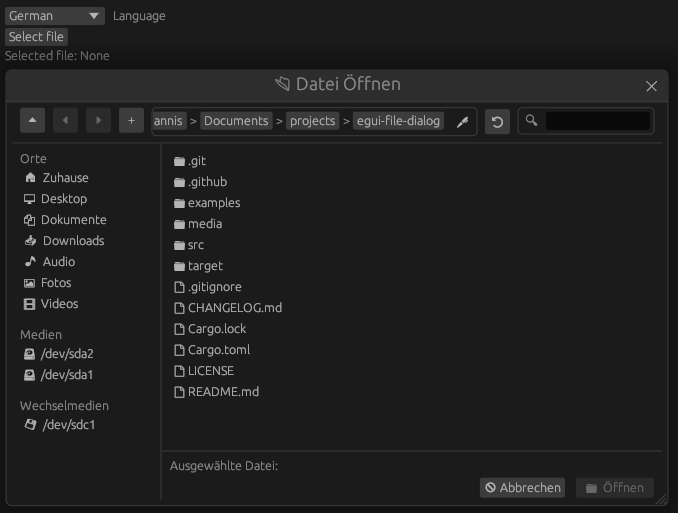 German Language
Select file
Selected file: None
Datei Öffnen
annis > Documents > projects > egui-file-dialog
Orte
Zuhause
Desktop
Dokumente
Downloads
Audio
Fotos
Videos
Medien
/dev/sda2
/dev/sda1
Wechselmedien
/dev/sdc1
.git
.github
examples
media
src
target
.gitignore
CHANGELOG.md
Cargo.lock
Cargo.toml
LICENSE
README.md
Ausgewählte Datei:
Abbrechen Öffnen